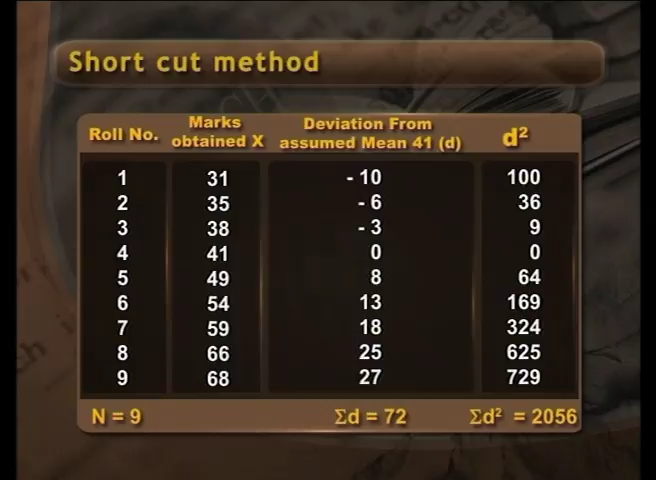 Short cut method
Roll No. Marks obtained X Deviation From assumed Mean 41 (d) d²
1 31 - 10 100
2 35 - 6 36
3 38 - 3 9
4 41 0 0
5 49 8 64
6 54 13 169
7 59 18 324
8 66 25 625
9 68 27 729
N = 9 Σd = 72 Σd² = 2056